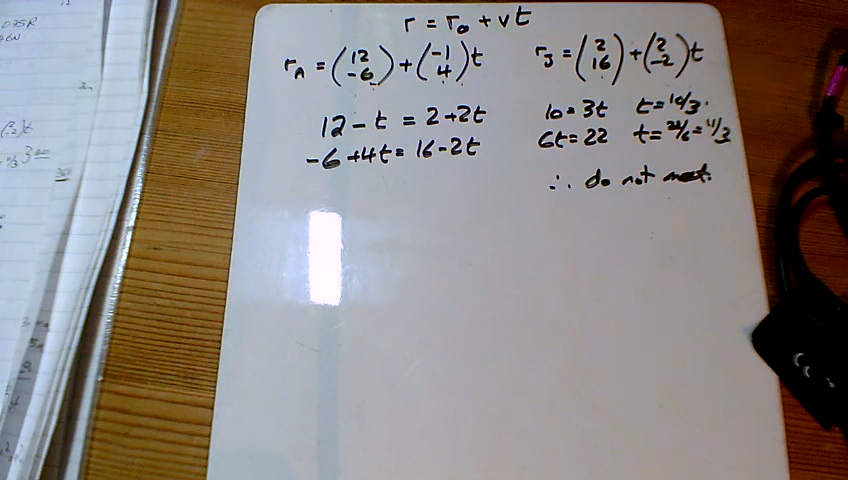 r = r₀ + vt
r_A = (12 -6) + (-1 4)t
r_B = (2 16) + (2 -2)t
12 - t = 2 + 2t
-6 + 4t = 16 - 2t
10 = 3t t = 10/3.
6t = 22 t = 22/6 = 11/3
∴ do not meet.